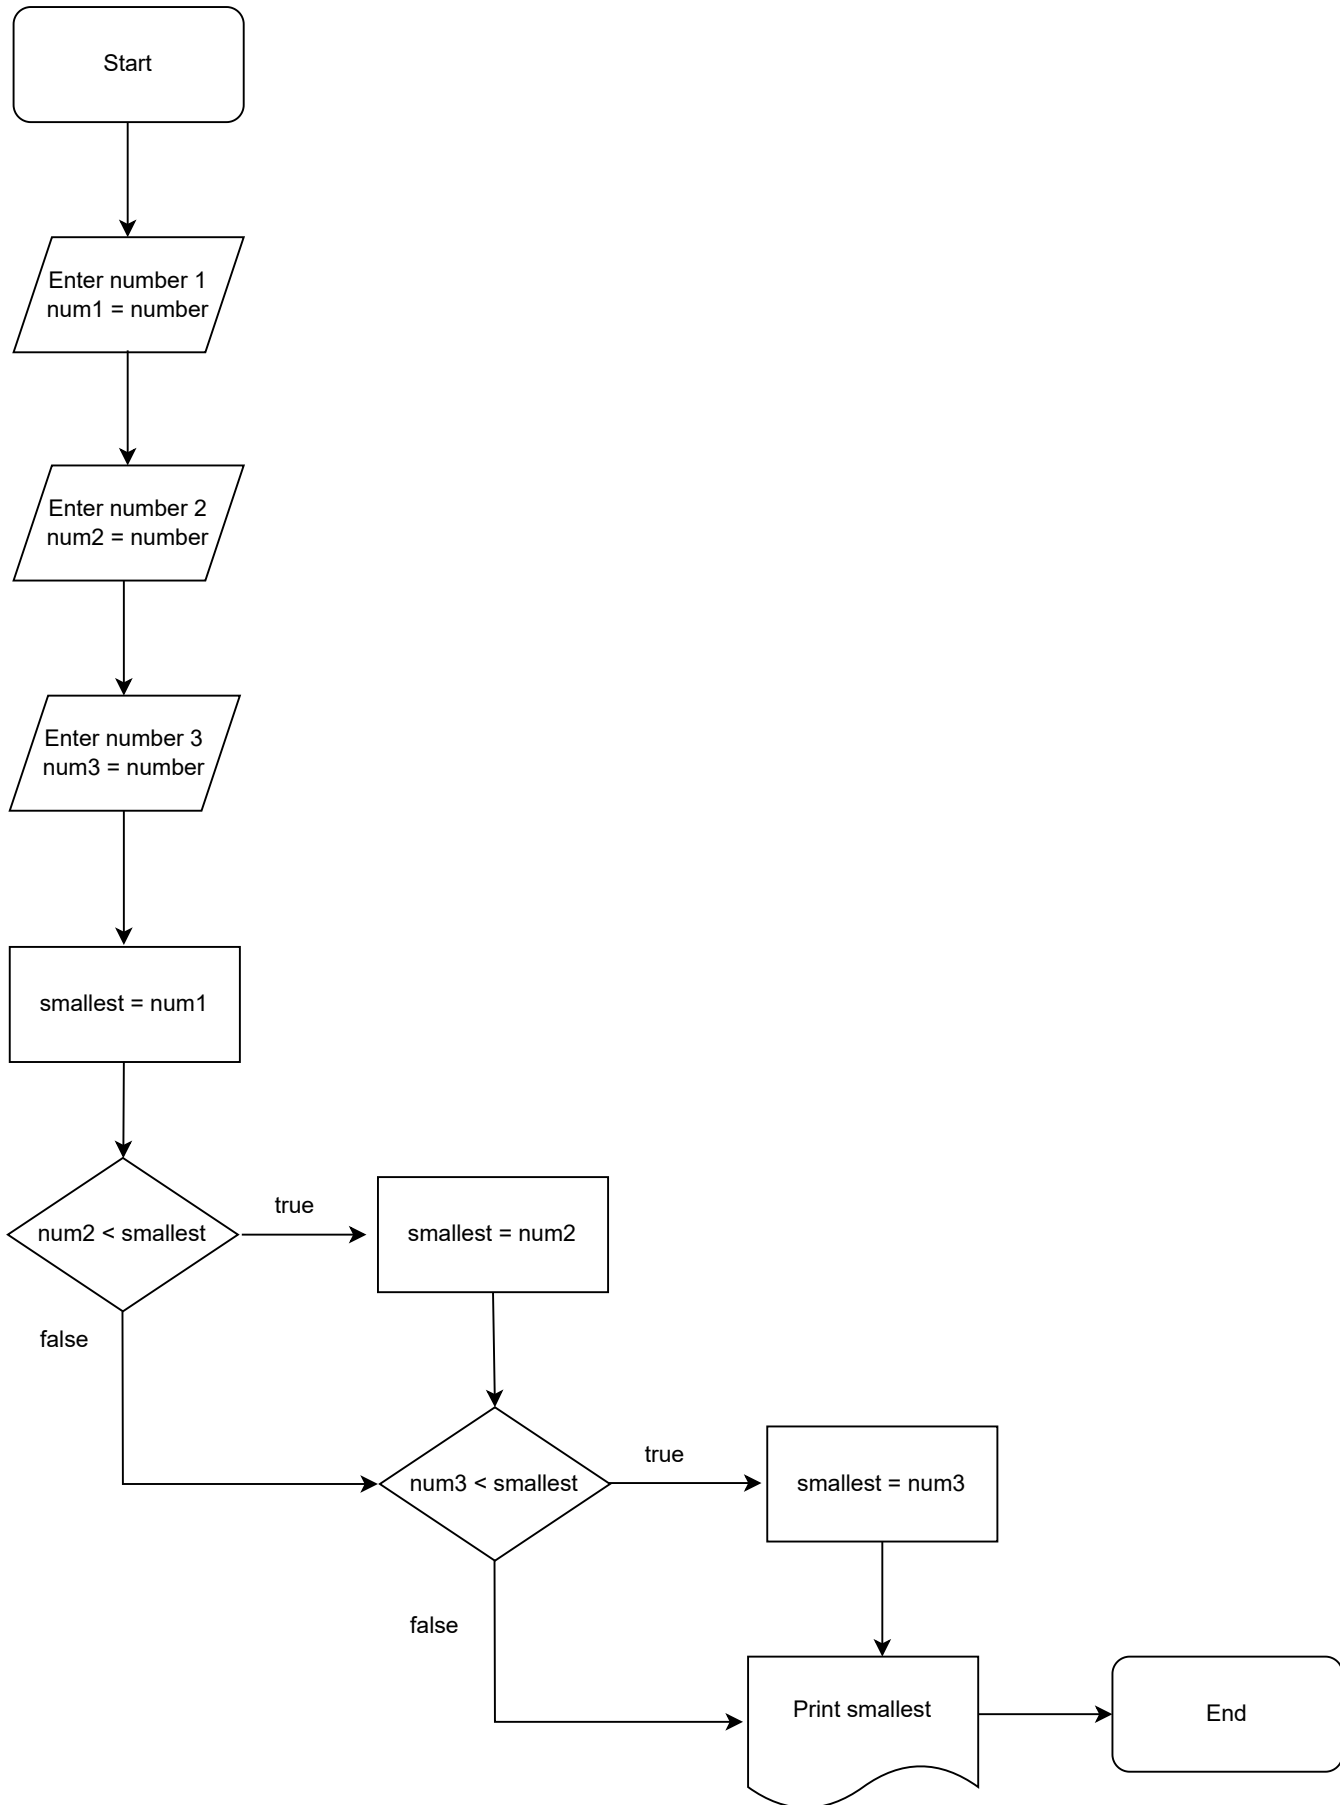 Start
Enter number 1
num1 = number
Enter number 2
num2 = number
Enter number 3
num3 = number
smallest = num1
num2 < smallest
true
smallest = num2
false
num3 < smallest
true
smallest = num3
false
Print smallest
End